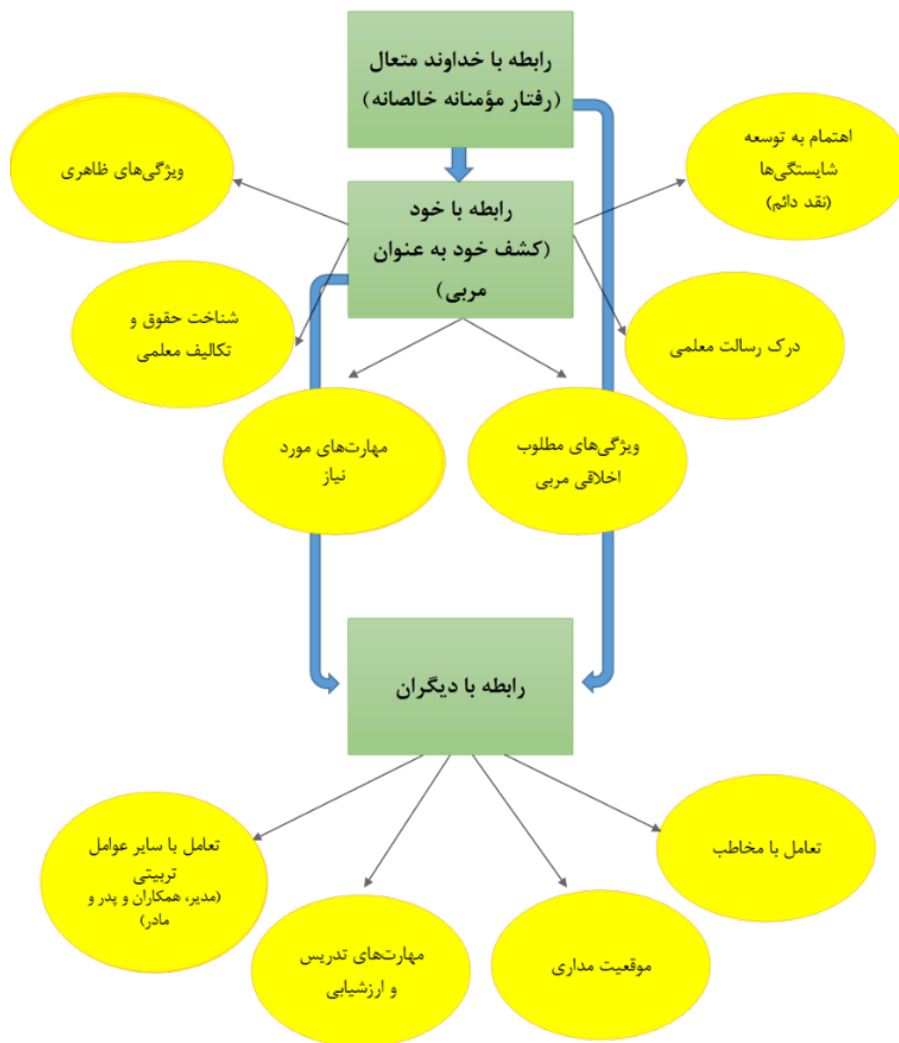 رابطه با خداوند متعال
(رفتار مؤمنانه خالصانه)
اهتمام به توسعه
شایستگی‌ها
(نقد دائم)
ویژگی‌های ظاهری
رابطه با خود
(کشف خود به عنوان
مربی)
درک رسالت معلمی
شناخت حقوق و
تکالیف معلمی
ویژگی‌های مطلوب
اخلاقی مربی
مهارت‌های مورد
نیاز
رابطه با دیگران
تعامل با مخاطب
موقعیت مداری
مهارت‌های تدریس
و ارزشیابی
تعامل با سایر عوامل
تربیتی
(مدیر، همکاران و پدر و
مادر)